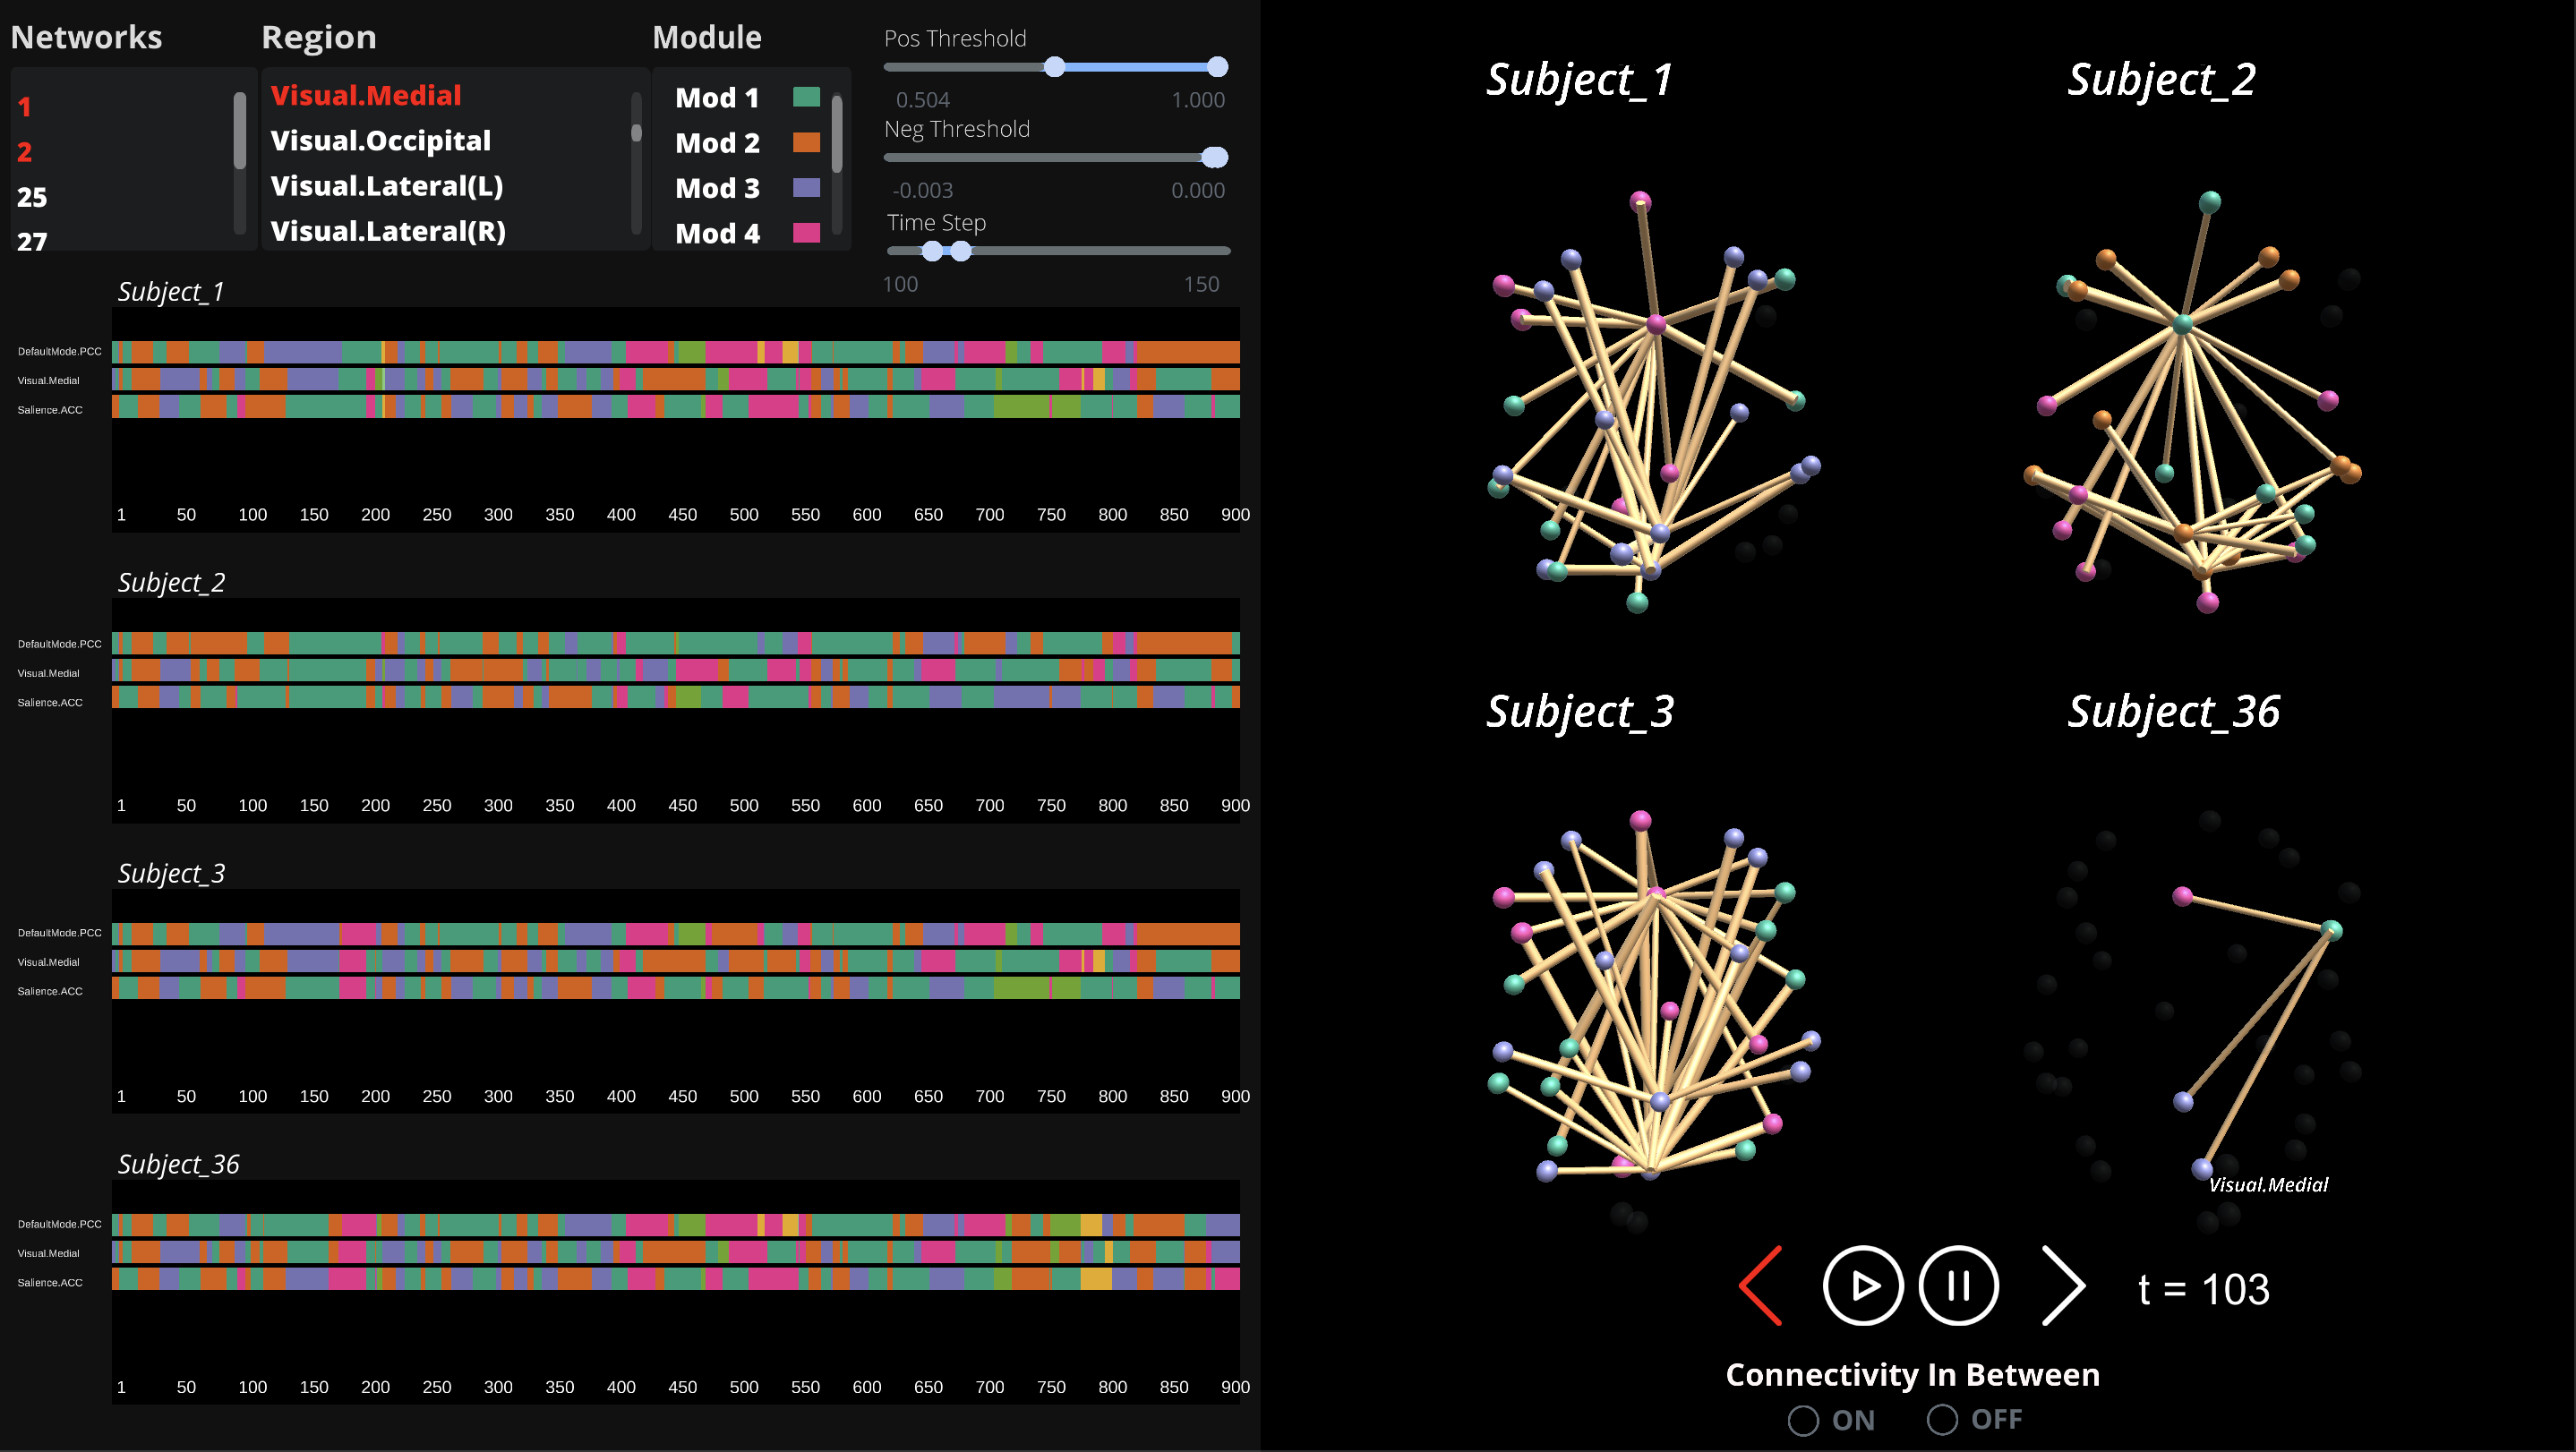 Networks
Region
Module
1
2
25
27
Visual.Medial
Visual.Occipital
Visual.Lateral(L)
Visual.Lateral(R)
Mod 1
Mod 2
Mod 3
Mod 4
Pos Threshold
0.504 1.000
Neg Threshold
-0.003 0.000
Time Step
100 150
Subject_1
DefaultMode.PCC
Visual.Medial
Salience.ACC
1 50 100 150 200 250 300 350 400 450 500 550 600 650 700 750 800 850 900
Subject_2
DefaultMode.PCC
Visual.Medial
Salience.ACC
1 50 100 150 200 250 300 350 400 450 500 550 600 650 700 750 800 850 900
Subject_3
DefaultMode.PCC
Visual.Medial
Salience.ACC
1 50 100 150 200 250 300 350 400 450 500 550 600 650 700 750 800 850 900
Subject_36
DefaultMode.PCC
Visual.Medial
Salience.ACC
1 50 100 150 200 250 300 350 400 450 500 550 600 650 700 750 800 850 900
Subject_1
Subject_2
Subject_3
Subject_36
Visual.Medial
t = 103
Connectivity In Between
ON OFF